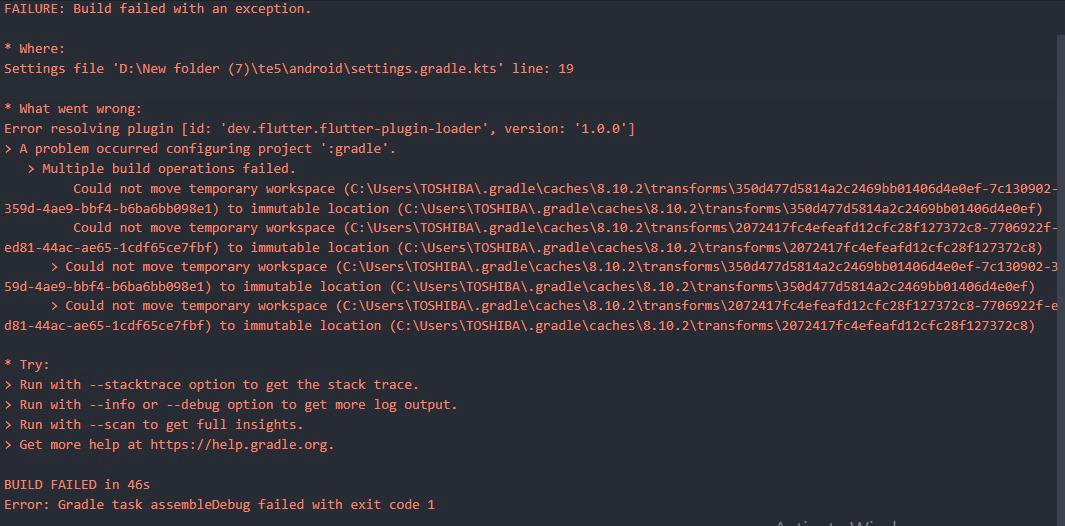 FAILURE: Build failed with an exception.
* Where:
Settings file 'D:\New folder (7)\te5\android\settings.gradle.kts' line: 19
* What went wrong:
Error resolving plugin [id: 'dev.flutter.flutter-plugin-loader', version: '1.0.0']
> A problem occurred configuring project ':gradle'.
> Multiple build operations failed.
Could not move temporary workspace (C:\Users\TOSHIBA\.gradle\caches\8.10.2\transforms\350d477d5814a2c2469bb01406d4e0ef-7c130902-
359d-4ae9-bbf4-b6ba6bb098e1) to immutable location (C:\Users\TOSHIBA\.gradle\caches\8.10.2\transforms\350d477d5814a2c2469bb01406d4e0ef)
Could not move temporary workspace (C:\Users\TOSHIBA\.gradle\caches\8.10.2\transforms\2072417fc4efeafd12cfc28f127372c8-7706922f-
ed81-44ac-ae65-1cdf65ce7fbf) to immutable location (C:\Users\TOSHIBA\.gradle\caches\8.10.2\transforms\2072417fc4efeafd12cfc28f127372c8)
> Could not move temporary workspace (C:\Users\TOSHIBA\.gradle\caches\8.10.2\transforms\350d477d5814a2c2469bb01406d4e0ef-7c130902-3
59d-4ae9-bbf4-b6ba6bb098e1) to immutable location (C:\Users\TOSHIBA\.gradle\caches\8.10.2\transforms\350d477d5814a2c2469bb01406d4e0ef)
> Could not move temporary workspace (C:\Users\TOSHIBA\.gradle\caches\8.10.2\transforms\2072417fc4efeafd12cfc28f127372c8-7706922f-e
d81-44ac-ae65-1cdf65ce7fbf) to immutable location (C:\Users\TOSHIBA\.gradle\caches\8.10.2\transforms\2072417fc4efeafd12cfc28f127372c8)
* Try:
> Run with --stacktrace option to get the stack trace.
> Run with --info or --debug option to get more log output.
> Run with --scan to get full insights.
> Get more help at https://help.gradle.org.
BUILD FAILED in 46s
Error: Gradle task assembleDebug failed with exit code 1